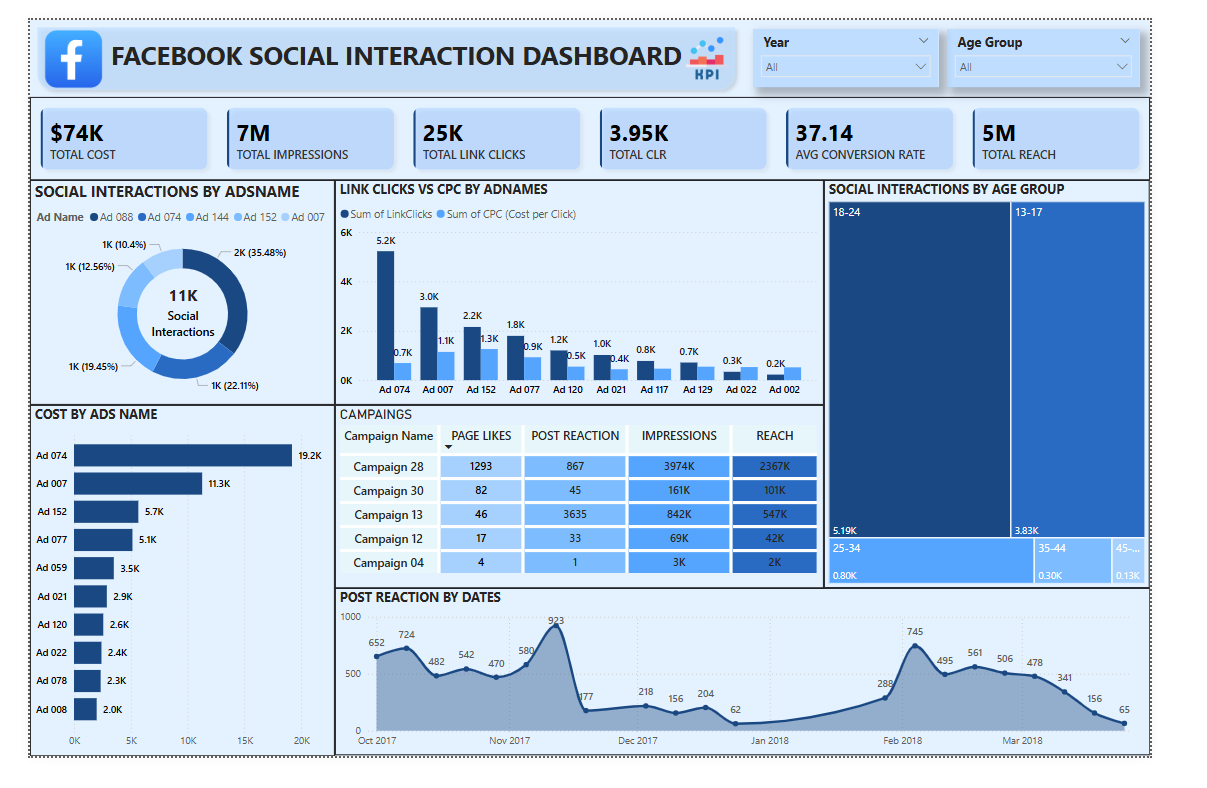 FACEBOOK SOCIAL INTERACTION DASHBOARD
KPI
Year
All
Age Group
All
$74K
TOTAL COST
7M
TOTAL IMPRESSIONS
25K
TOTAL LINK CLICKS
3.95K
TOTAL CLR
37.14
AVG CONVERSION RATE
5M
TOTAL REACH
SOCIAL INTERACTIONS BY ADSNAME
Ad Name Ad 088 Ad 074 Ad 144 Ad 152 Ad 007
1K (10.4%)
2K (35.48%)
1K (12.56%)
11K
Social
Interactions
1K (19.45%)
1K (22.11%)
LINK CLICKS VS CPC BY ADNAMES
Sum of LinkClicks Sum of CPC (Cost per Click)
6K
4K
2K
0K
5.2K
0.7K
3.0K
1.1K
2.2K
1.3K
1.8K
0.9K
1.2K
0.5K
1.0K
0.4K
0.8K
0.7K
0.3K
0.2K
Ad 074 Ad 007 Ad 152 Ad 077 Ad 120 Ad 021 Ad 117 Ad 129 Ad 022 Ad 002
SOCIAL INTERACTIONS BY AGE GROUP
18-24
5.19K
13-17
3.83K
25-34
0.80K
35-44
0.30K
45-...
0.13K
COST BY ADS NAME
Ad 074 19.2K
Ad 007 11.3K
Ad 152 5.7K
Ad 077 5.1K
Ad 059 3.5K
Ad 021 2.9K
Ad 120 2.6K
Ad 022 2.4K
Ad 078 2.3K
Ad 008 2.0K
0K 5K 10K 15K 20K
CAMPAINGS
Campaign Name PAGE LIKES POST REACTION IMPRESSIONS REACH
Campaign 28 1293 867 3974K 2367K
Campaign 30 82 45 161K 101K
Campaign 13 46 3635 842K 547K
Campaign 12 17 33 69K 42K
Campaign 04 4 1 3K 2K
POST REACTION BY DATES
1000
500
0
652 724 482 542 470 580 923 177 218 156 204 62 288 745 495 561 506 478 341 156 65
Oct 2017 Nov 2017 Dec 2017 Jan 2018 Feb 2018 Mar 2018